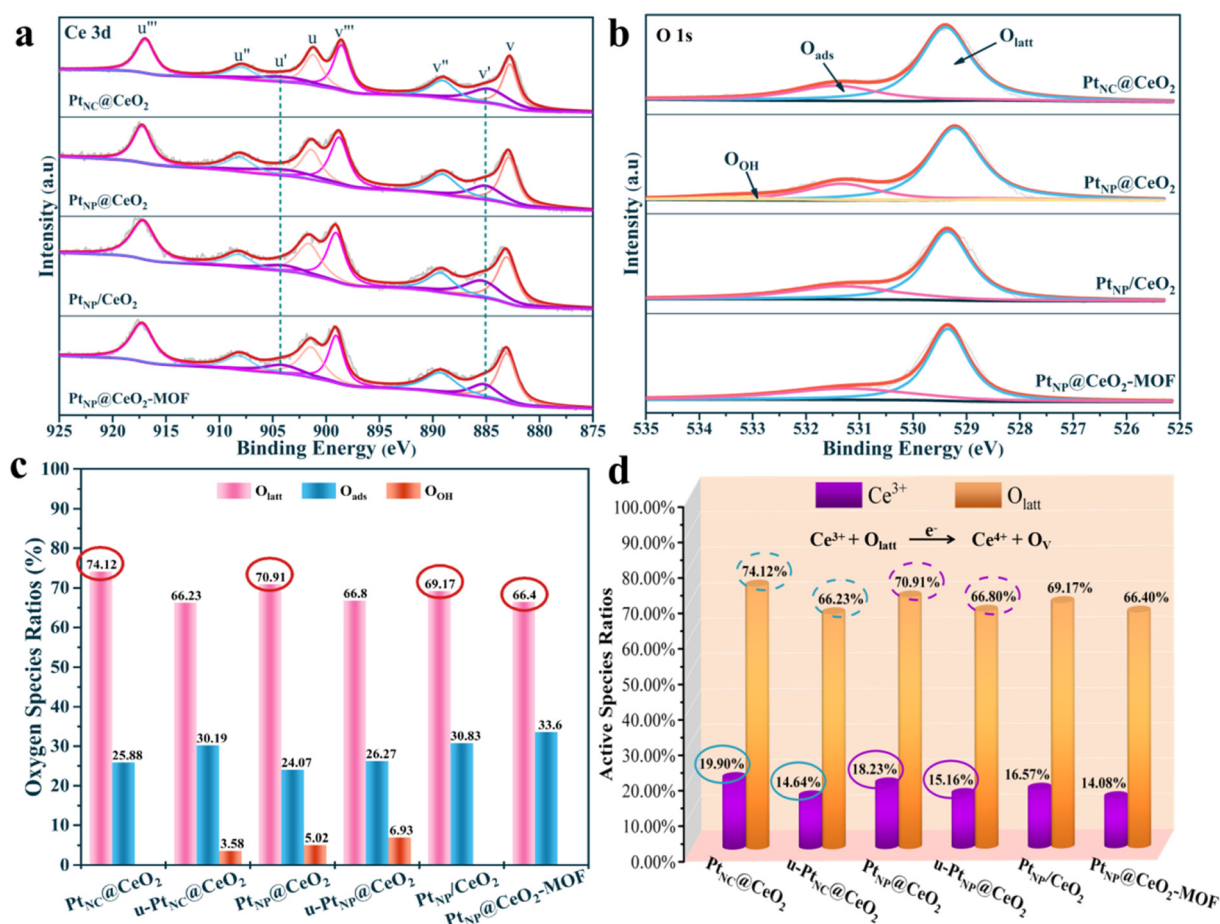 a
Ce 3d
u'''
u''
u'
u
v'''
v''
v'
v
Pt_NC@CeO₂
Pt_NP@CeO₂
Pt_NP/CeO₂
Pt_NP@CeO₂-MOF
Intensity (a.u)
925 920 915 910 905 900 895 890 885 880 875
Binding Energy (eV)
b
O 1s
O_ads
O_latt
Pt_NC@CeO₂
O_OH
Pt_NP@CeO₂
Pt_NP/CeO₂
Pt_NP@CeO₂-MOF
Intensity (a.u)
535 534 533 532 531 530 529 528 527 526 525
Binding Energy (eV)
c
O_latt O_ads O_OH
Oxygen Species Ratios (%)
100
90
80
70
60
50
40
30
20
10
0
74.12
25.88
66.23
30.19
3.58
70.91
24.07
5.02
66.8
26.27
6.93
69.17
30.83
66.4
33.6
Pt_NC@CeO₂
u-Pt_NC@CeO₂
Pt_NP@CeO₂
u-Pt_NP@CeO₂
Pt_NP/CeO₂
Pt_NP@CeO₂-MOF
d
Ce³⁺ O_latt
Ce³⁺ + O_latt e⁻→ Ce⁴⁺ + O_V
Active Species Ratios
100.00%
90.00%
80.00%
70.00%
60.00%
50.00%
40.00%
30.00%
20.00%
10.00%
0.00%
74.12%
66.23%
70.91%
66.80%
69.17%
66.40%
19.90%
14.64%
18.23%
15.16%
16.57%
14.08%
Pt_NC@CeO₂
u-Pt_NC@CeO₂
Pt_NP@CeO₂
u-Pt_NP@CeO₂
Pt_NP/CeO₂
Pt_NP@CeO₂-MOF